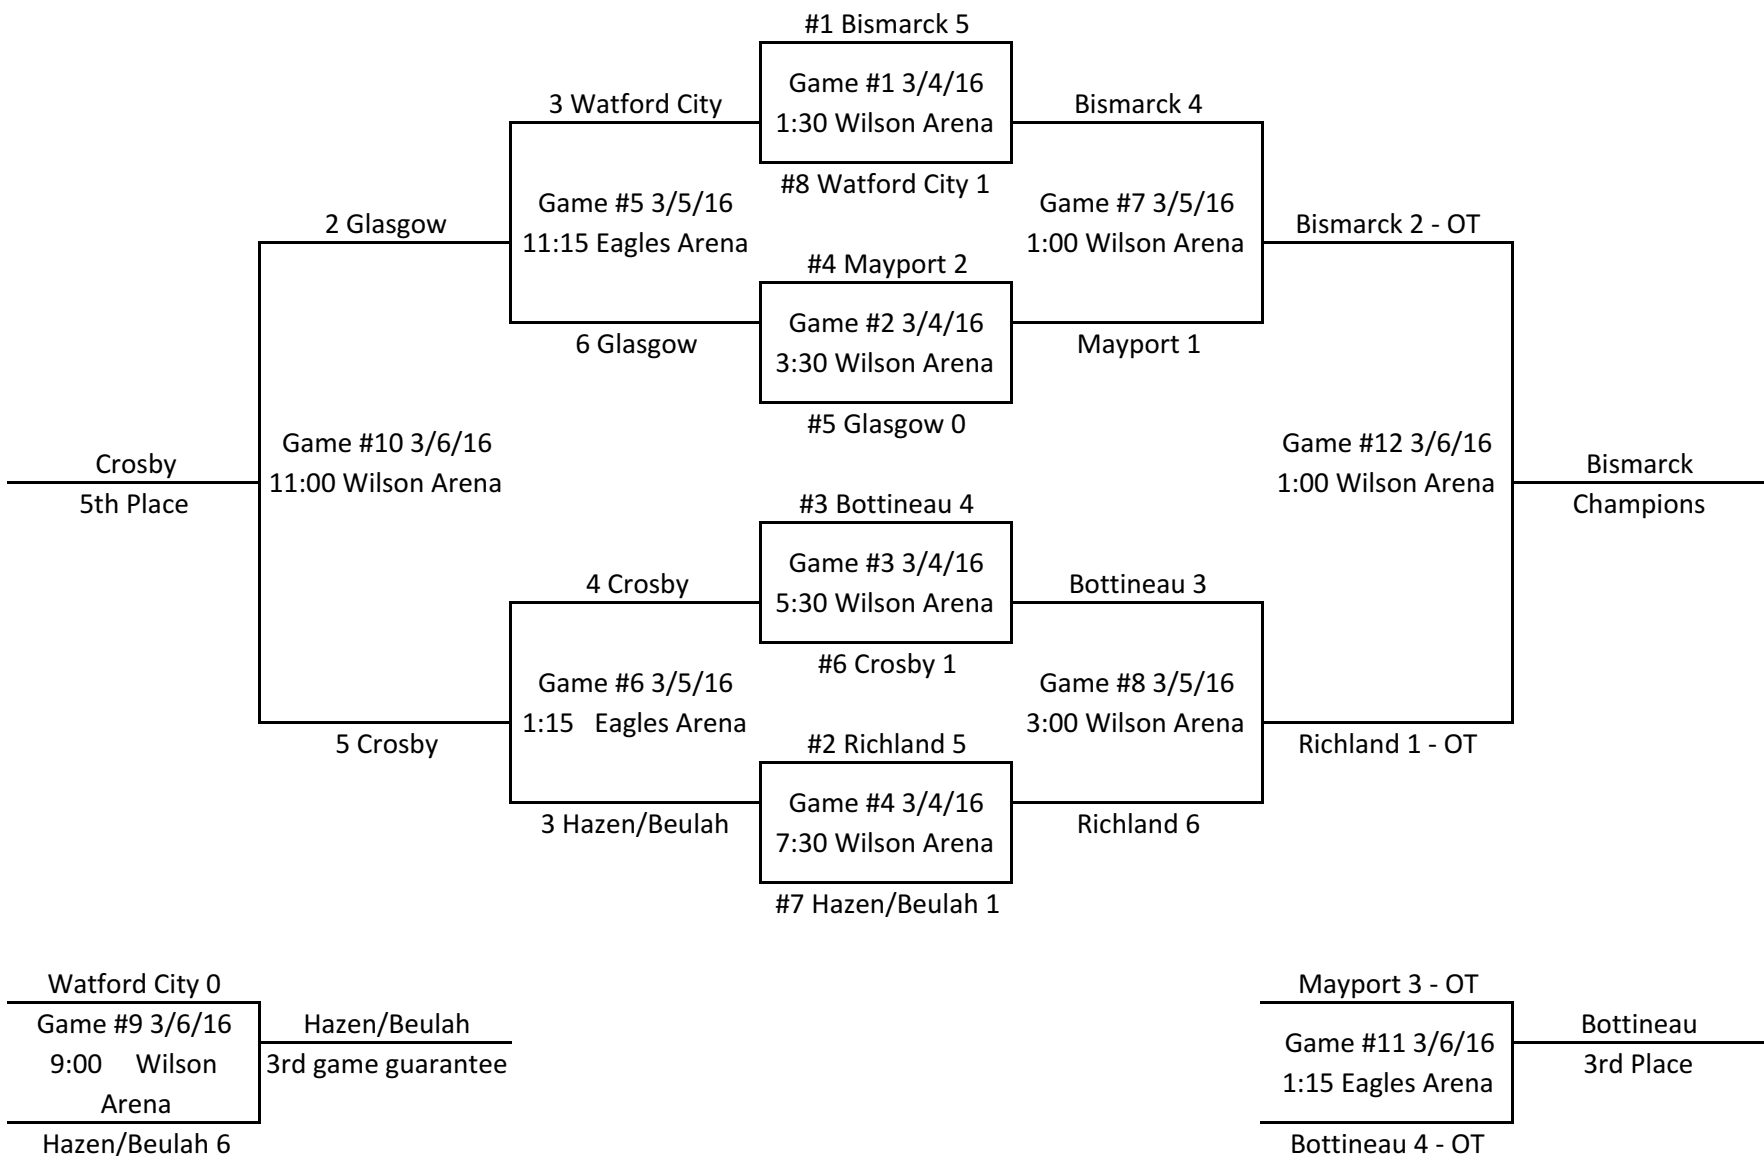 #1 Bismarck 5
Game #1 3/4/16
1:30 Wilson Arena
3 Watford City
Bismarck 4
#8 Watford City 1
Game #5 3/5/16
11:15 Eagles Arena
Game #7 3/5/16
1:00 Wilson Arena
2 Glasgow
Bismarck 2 - OT
#4 Mayport 2
Game #2 3/4/16
3:30 Wilson Arena
6 Glasgow
Mayport 1
#5 Glasgow 0
Game #10 3/6/16
11:00 Wilson Arena
Game #12 3/6/16
1:00 Wilson Arena
Crosby
5th Place
Bismarck
Champions
#3 Bottineau 4
Game #3 3/4/16
5:30 Wilson Arena
4 Crosby
Bottineau 3
#6 Crosby 1
Game #6 3/5/16
1:15 Eagles Arena
Game #8 3/5/16
3:00 Wilson Arena
5 Crosby
Richland 1 - OT
#2 Richland 5
Game #4 3/4/16
7:30 Wilson Arena
3 Hazen/Beulah
Richland 6
#7 Hazen/Beulah 1
Watford City 0
Game #9 3/6/16
9:00 Wilson
Arena
Hazen/Beulah 6
Hazen/Beulah
3rd game guarantee
Mayport 3 - OT
Game #11 3/6/16
1:15 Eagles Arena
Bottineau 4 - OT
Bottineau
3rd Place